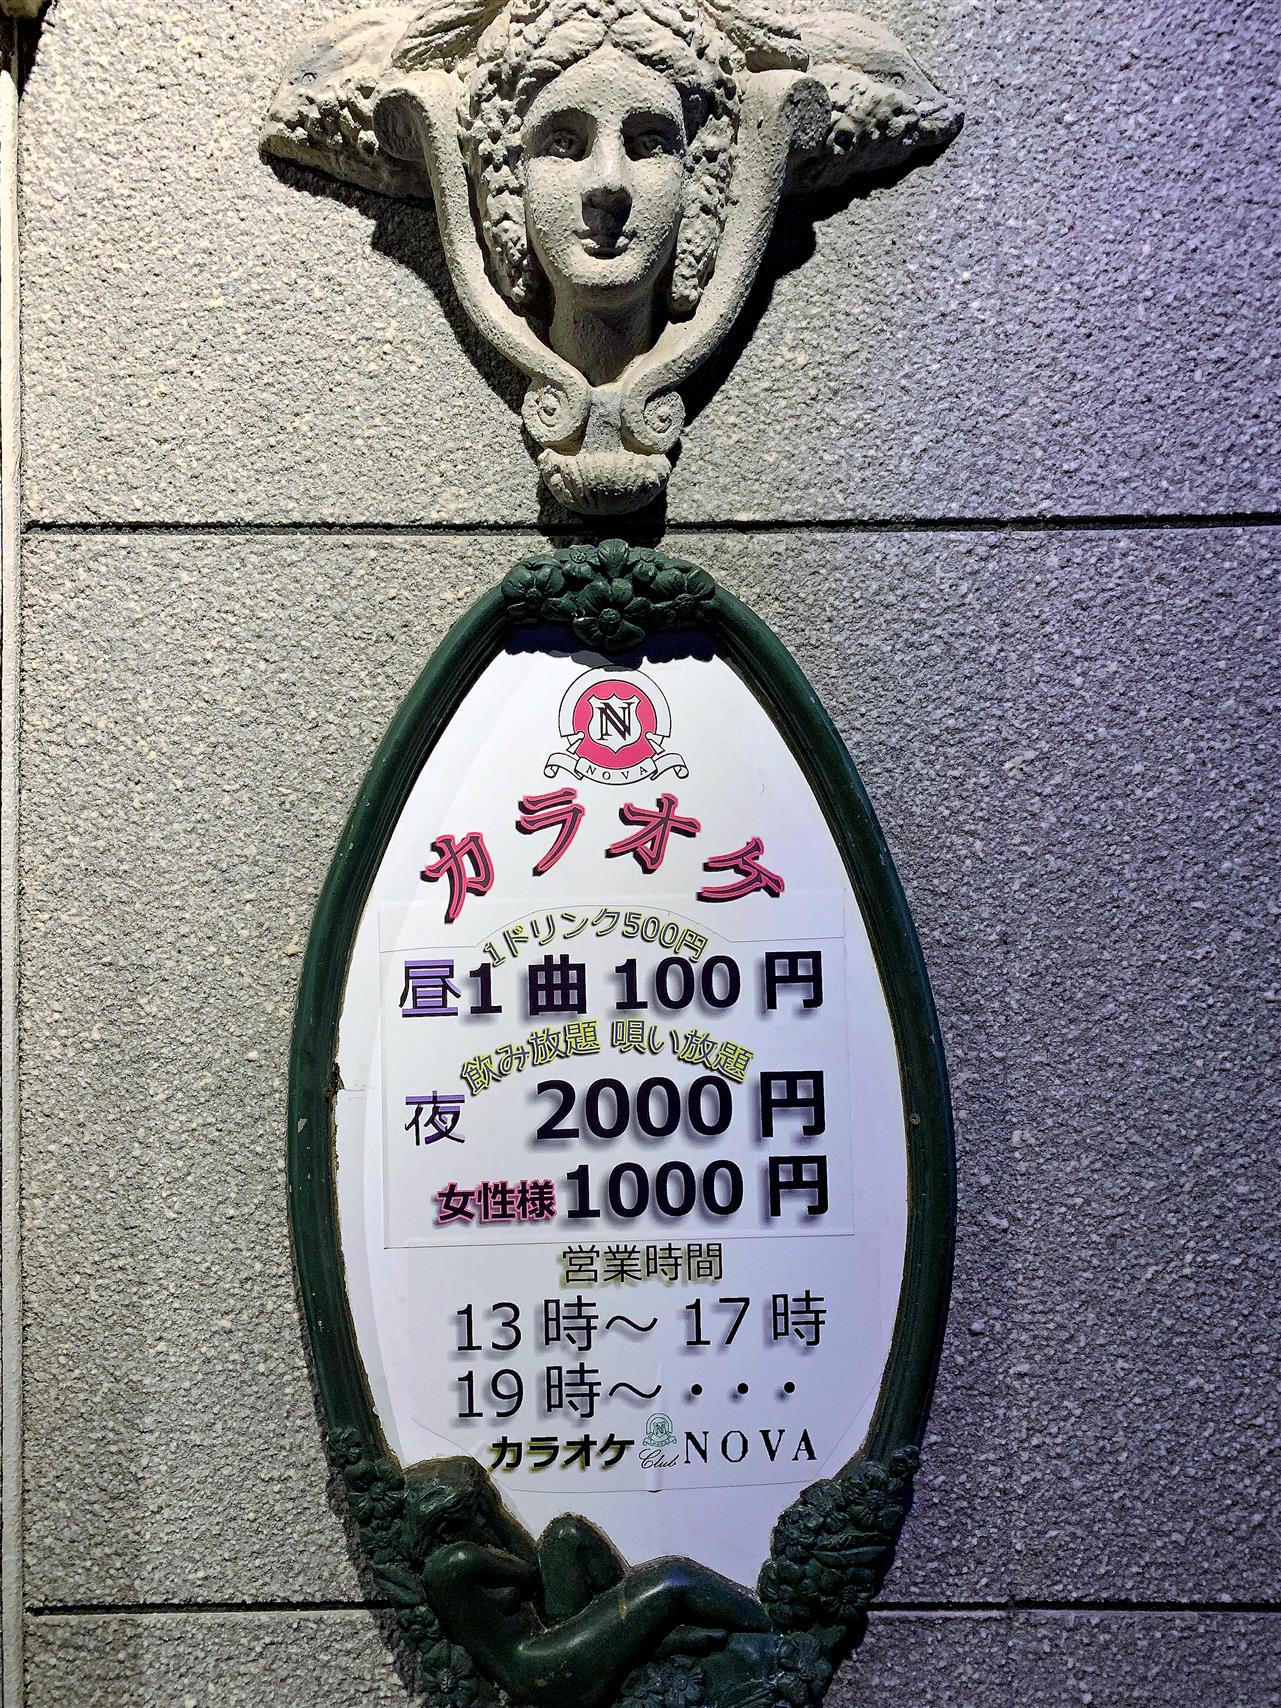 N
NOVA
カラオケ
1ドリンク500円
昼1曲100円
飲み放題 唄い放題
夜 2000円
女性様1000円
営業時間
13時～17時
19時～・・・
カラオケ N Club NOVA